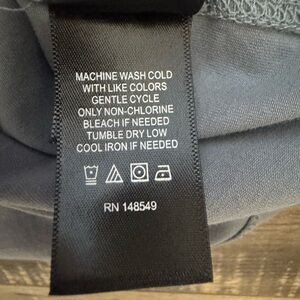 MACHINE WASH COLD
WITH LIKE COLORS
GENTLE CYCLE
ONLY NON-CHLORINE
BLEACH IF NEEDED
TUMBLE DRY LOW
COOL IRON IF NEEDED
RN 148549